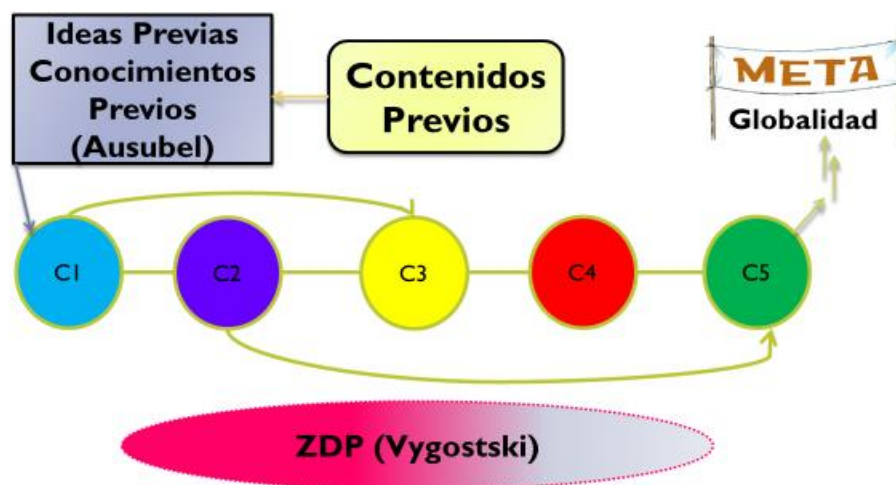 Ideas Previas
Conocimientos
Previos
(Ausubel)
Contenidos
Previos
META
Globalidad
C1
C2
C3
C4
C5
ZDP (Vygostski)